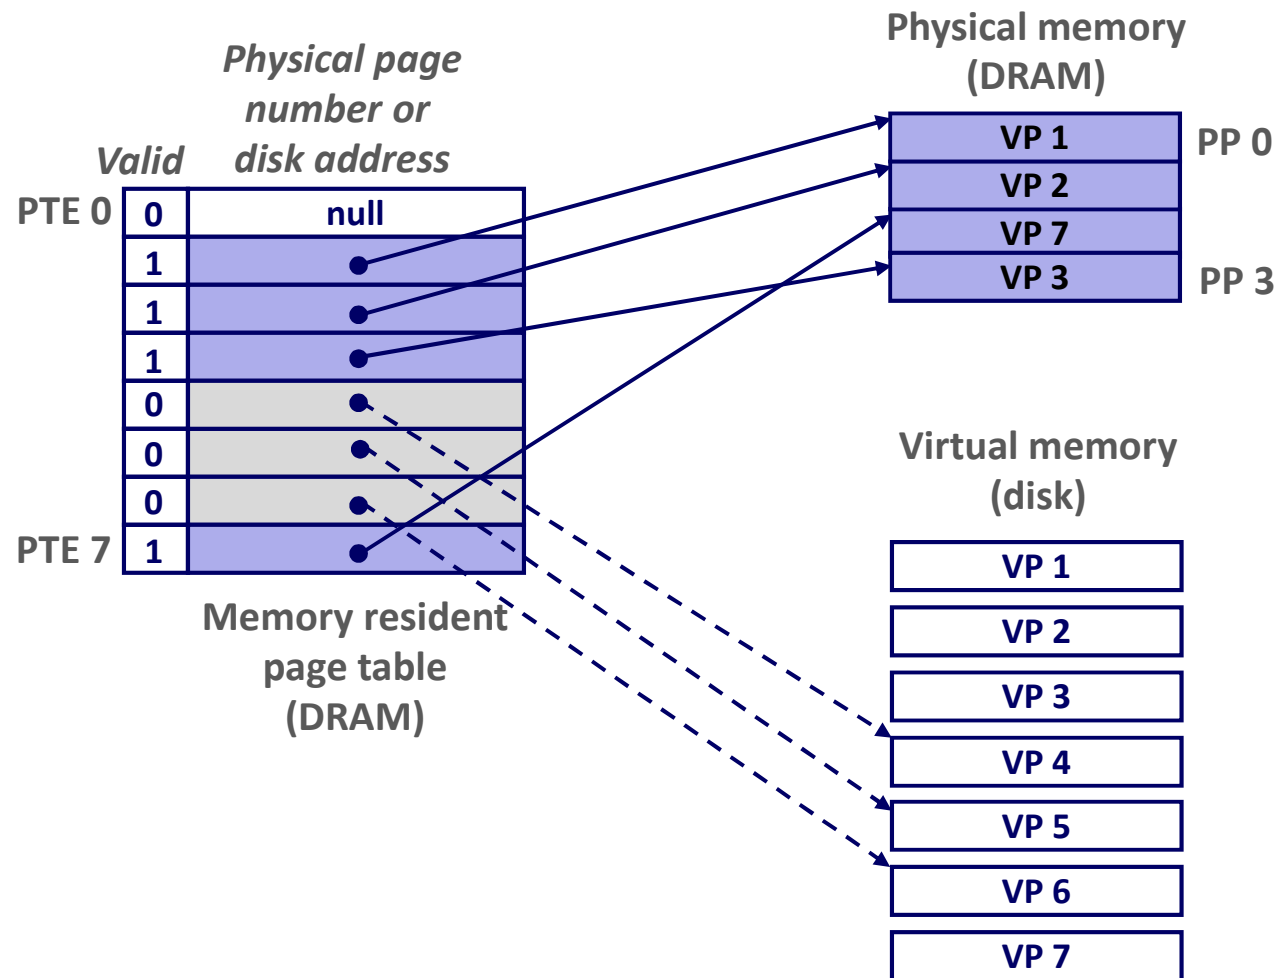 Physical memory
(DRAM)
Physical page
number or
disk address
Valid
PTE 0
0
null
1
1
1
0
0
0
PTE 7
1
Memory resident
page table
(DRAM)
VP 1
PP 0
VP 2
VP 7
VP 3
PP 3
Virtual memory
(disk)
VP 1
VP 2
VP 3
VP 4
VP 5
VP 6
VP 7